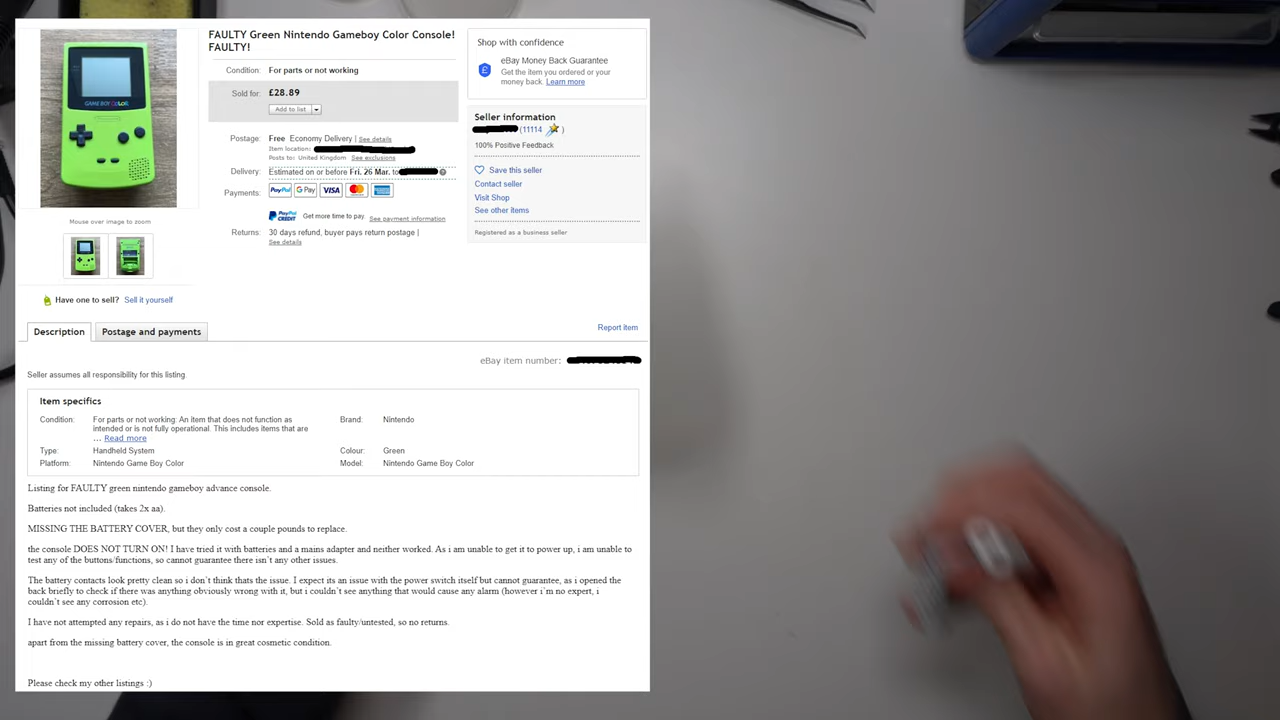 FAULTY Green Nintendo Gameboy Color Console!
FAULTY!
Condition: For parts or not working
Sold for: £28.89
Add to list
Postage: Free Economy Delivery | See details
Item location:
Posts to: United Kingdom See exclusions
Delivery: Estimated on or before Fri. 26 Mar. to
Payments: PayPal G Pay VISA
PayPal CREDIT Get more time to pay. See payment information
Returns: 30 days refund, buyer pays return postage |
See details
GAME BOY COLOR
Mouse over image to zoom
Have one to sell? Sell it yourself
Shop with confidence
eBay Money Back Guarantee
Get the item you ordered or your
money back. Learn more
Seller information
(11114 )
100% Positive Feedback
Save this seller
Contact seller
Visit Shop
See other items
Registered as a business seller
Description Postage and payments
Report item
eBay item number:
Seller assumes all responsibility for this listing.
Item specifics
Condition: For parts or not working: An item that does not function as
intended or is not fully operational. This includes items that are
... Read more
Brand: Nintendo
Type: Handheld System
Colour: Green
Platform: Nintendo Game Boy Color
Model: Nintendo Game Boy Color
Listing for FAULTY green nintendo gameboy advance console.
Batteries not included (takes 2x aa).
MISSING THE BATTERY COVER, but they only cost a couple pounds to replace.
the console DOES NOT TURN ON! I have tried it with batteries and a mains adapter and neither worked. As i am unable to get it to power up, i am unable to
test any of the buttons/functions, so cannot guarantee there isn`t any other issues.
The battery contacts look pretty clean so i don`t think thats the issue. I expect its an issue with the power switch itself but cannot guarantee, as i opened the
back briefly to check if there was anything obviously wrong with it, but i couldn`t see anything that would cause any alarm (however i`m no expert, i
couldn`t see any corrosion etc).
I have not attempted any repairs, as i do not have the time nor expertise. Sold as faulty/untested, so no returns.
apart from the missing battery cover, the console is in great cosmetic condition.
Please check my other listings :)